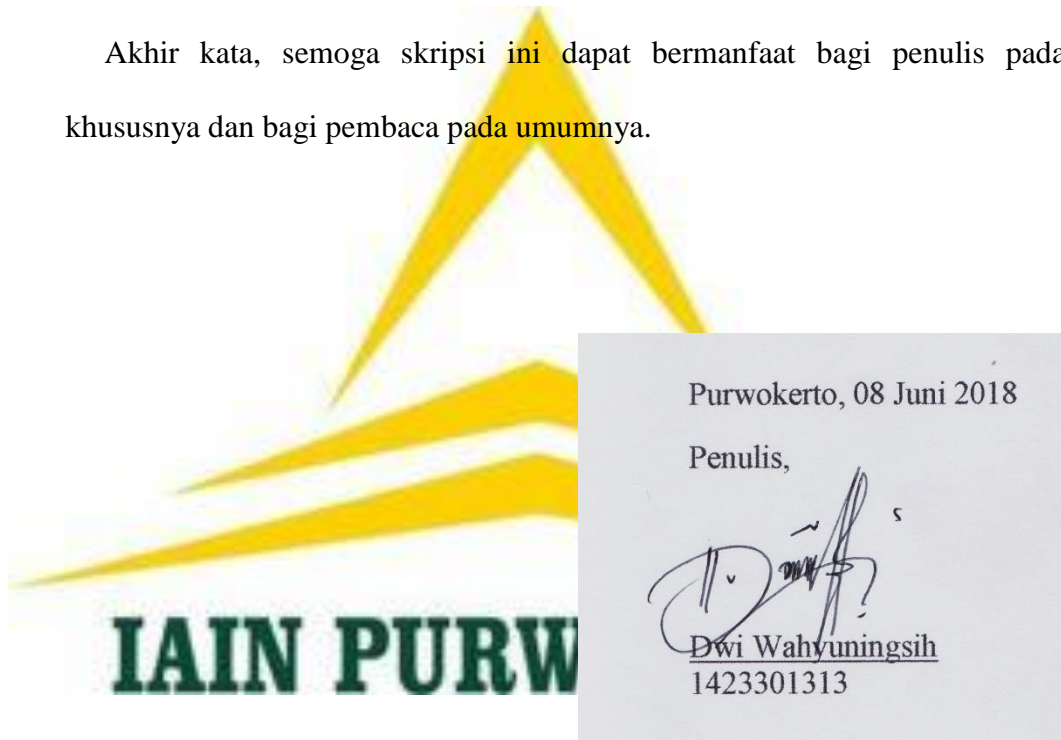 Akhir kata, semoga skripsi ini dapat bermanfaat bagi penulis pada
khususnya dan bagi pembaca pada umumnya.
Purwokerto, 08 Juni 2018
Penulis,
Dwi Wahyuningsih
1423301313
IAIN PURW